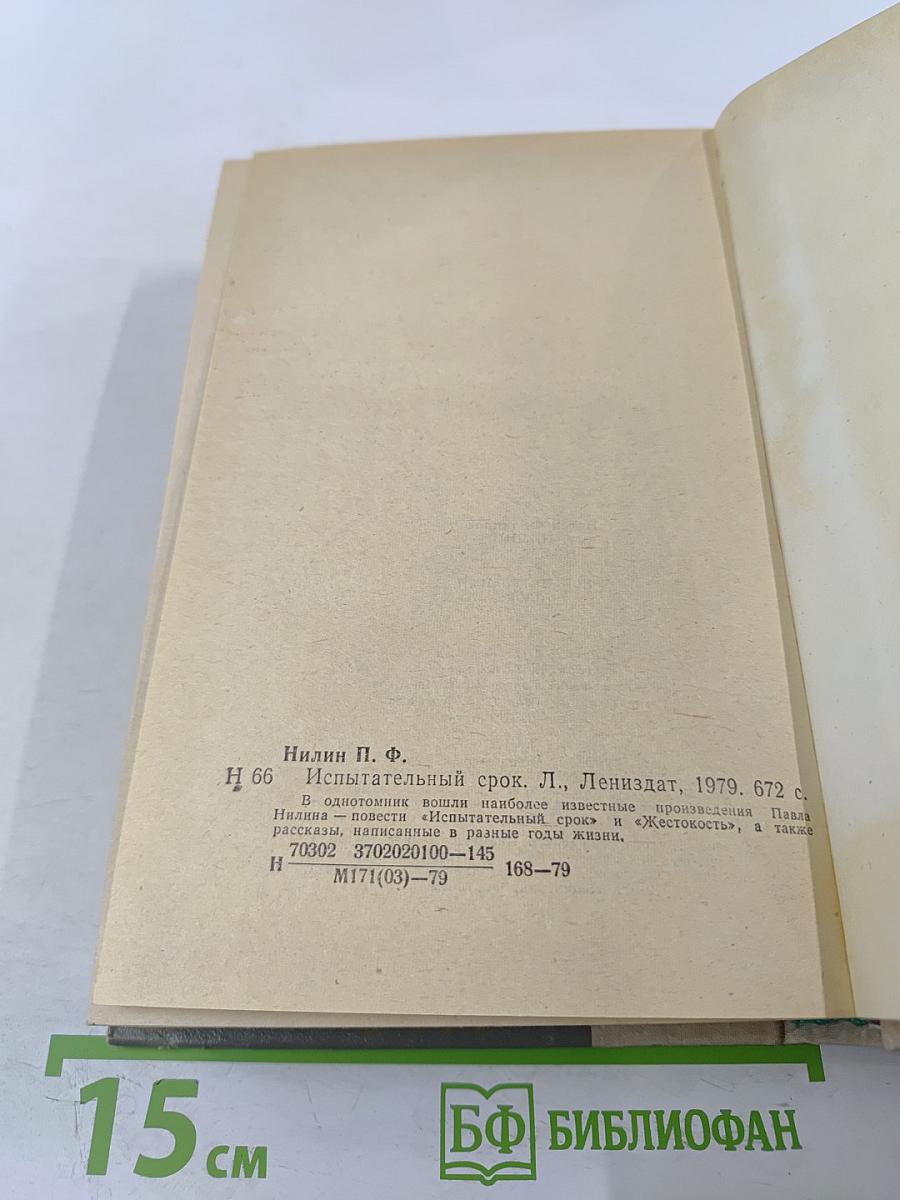 Нилин П. Ф.
Н 66 Испытательный срок. Л., Лениздат, 1979. 672 с.
В однотомник вошли наиболее известные произведения Павла
Нилина — повести «Испытательный срок» и «Жестокость», а также
рассказы, написанные в разные годы жизни.
Н 70302 3702020100—145
М171(03)—79 168—79
15 см
БФ БИБЛИОФАН